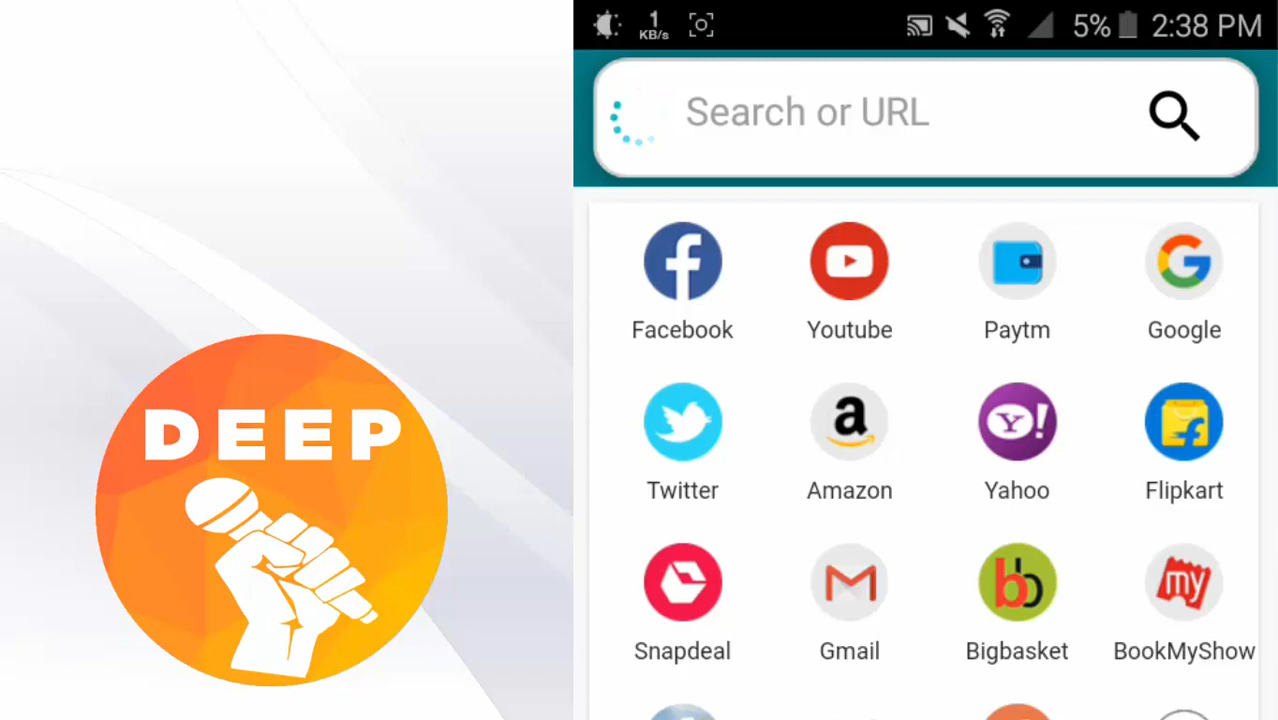 DEEP
1
KB/s
5% 2:38 PM
Search or URL
Facebook Youtube Paytm Google
Twitter Amazon Yahoo Flipkart
Snapdeal Gmail Bigbasket BookMyShow